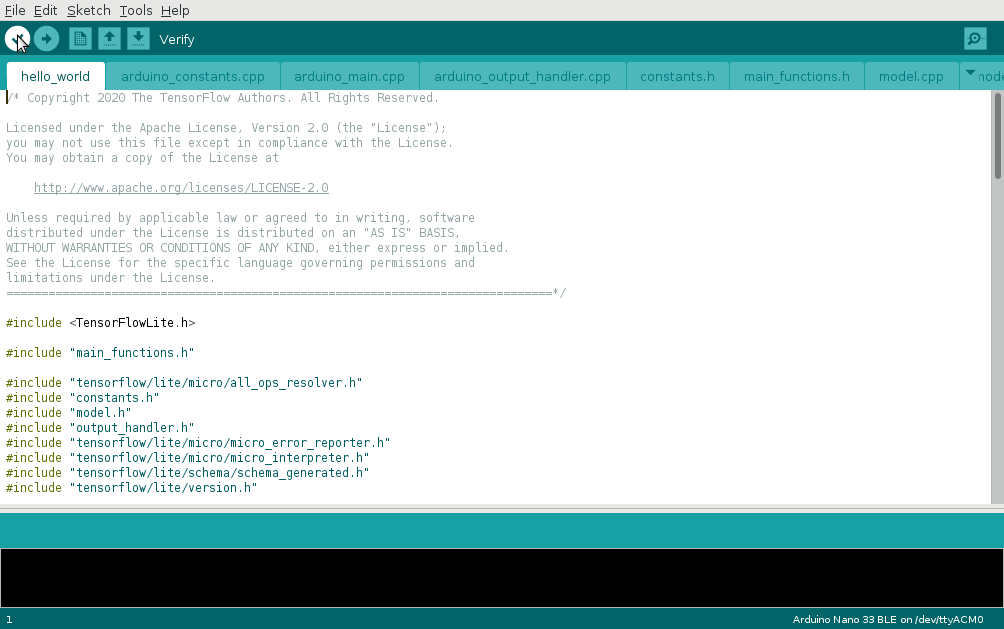 File Edit Sketch Tools Help
Verify
hello_world arduino_constants.cpp arduino_main.cpp arduino_output_handler.cpp constants.h main_functions.h model.cpp mode
/* Copyright 2020 The TensorFlow Authors. All Rights Reserved.
Licensed under the Apache License, Version 2.0 (the "License");
you may not use this file except in compliance with the License.
You may obtain a copy of the License at
http://www.apache.org/licenses/LICENSE-2.0
Unless required by applicable law or agreed to in writing, software
distributed under the License is distributed on an "AS IS" BASIS,
WITHOUT WARRANTIES OR CONDITIONS OF ANY KIND, either express or implied.
See the License for the specific language governing permissions and
limitations under the License.
==============================================================================*/
#include <TensorFlowLite.h>
#include "main_functions.h"
#include "tensorflow/lite/micro/all_ops_resolver.h"
#include "constants.h"
#include "model.h"
#include "output_handler.h"
#include "tensorflow/lite/micro/micro_error_reporter.h"
#include "tensorflow/lite/micro/micro_interpreter.h"
#include "tensorflow/lite/schema/schema_generated.h"
#include "tensorflow/lite/version.h"
1 Arduino Nano 33 BLE on /dev/ttyACM0